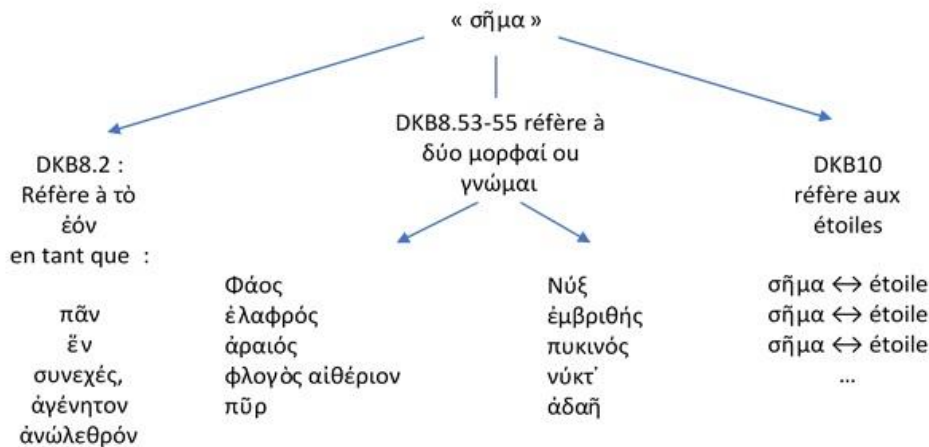 « σῆμα »
DKB8.2 :
Réfère à τὸ
ἐόν
en tant que :
πᾶν
ἕν
συνεχές,
ἀγένητον
ἀνώλεθρόν
DKB8.53-55 réfère à
δύο μορφαί ou
γνώμαι
Φάος
ἐλαφρός
ἀραιός
φλογὸς αἰθέριον
πῦρ
Νύξ
ἐμβριθής
πυκινός
νύκτ᾽
ἀδαῆ
DKB10
réfère aux
étoiles
σῆμα ↔ étoile
σῆμα ↔ étoile
σῆμα ↔ étoile
...